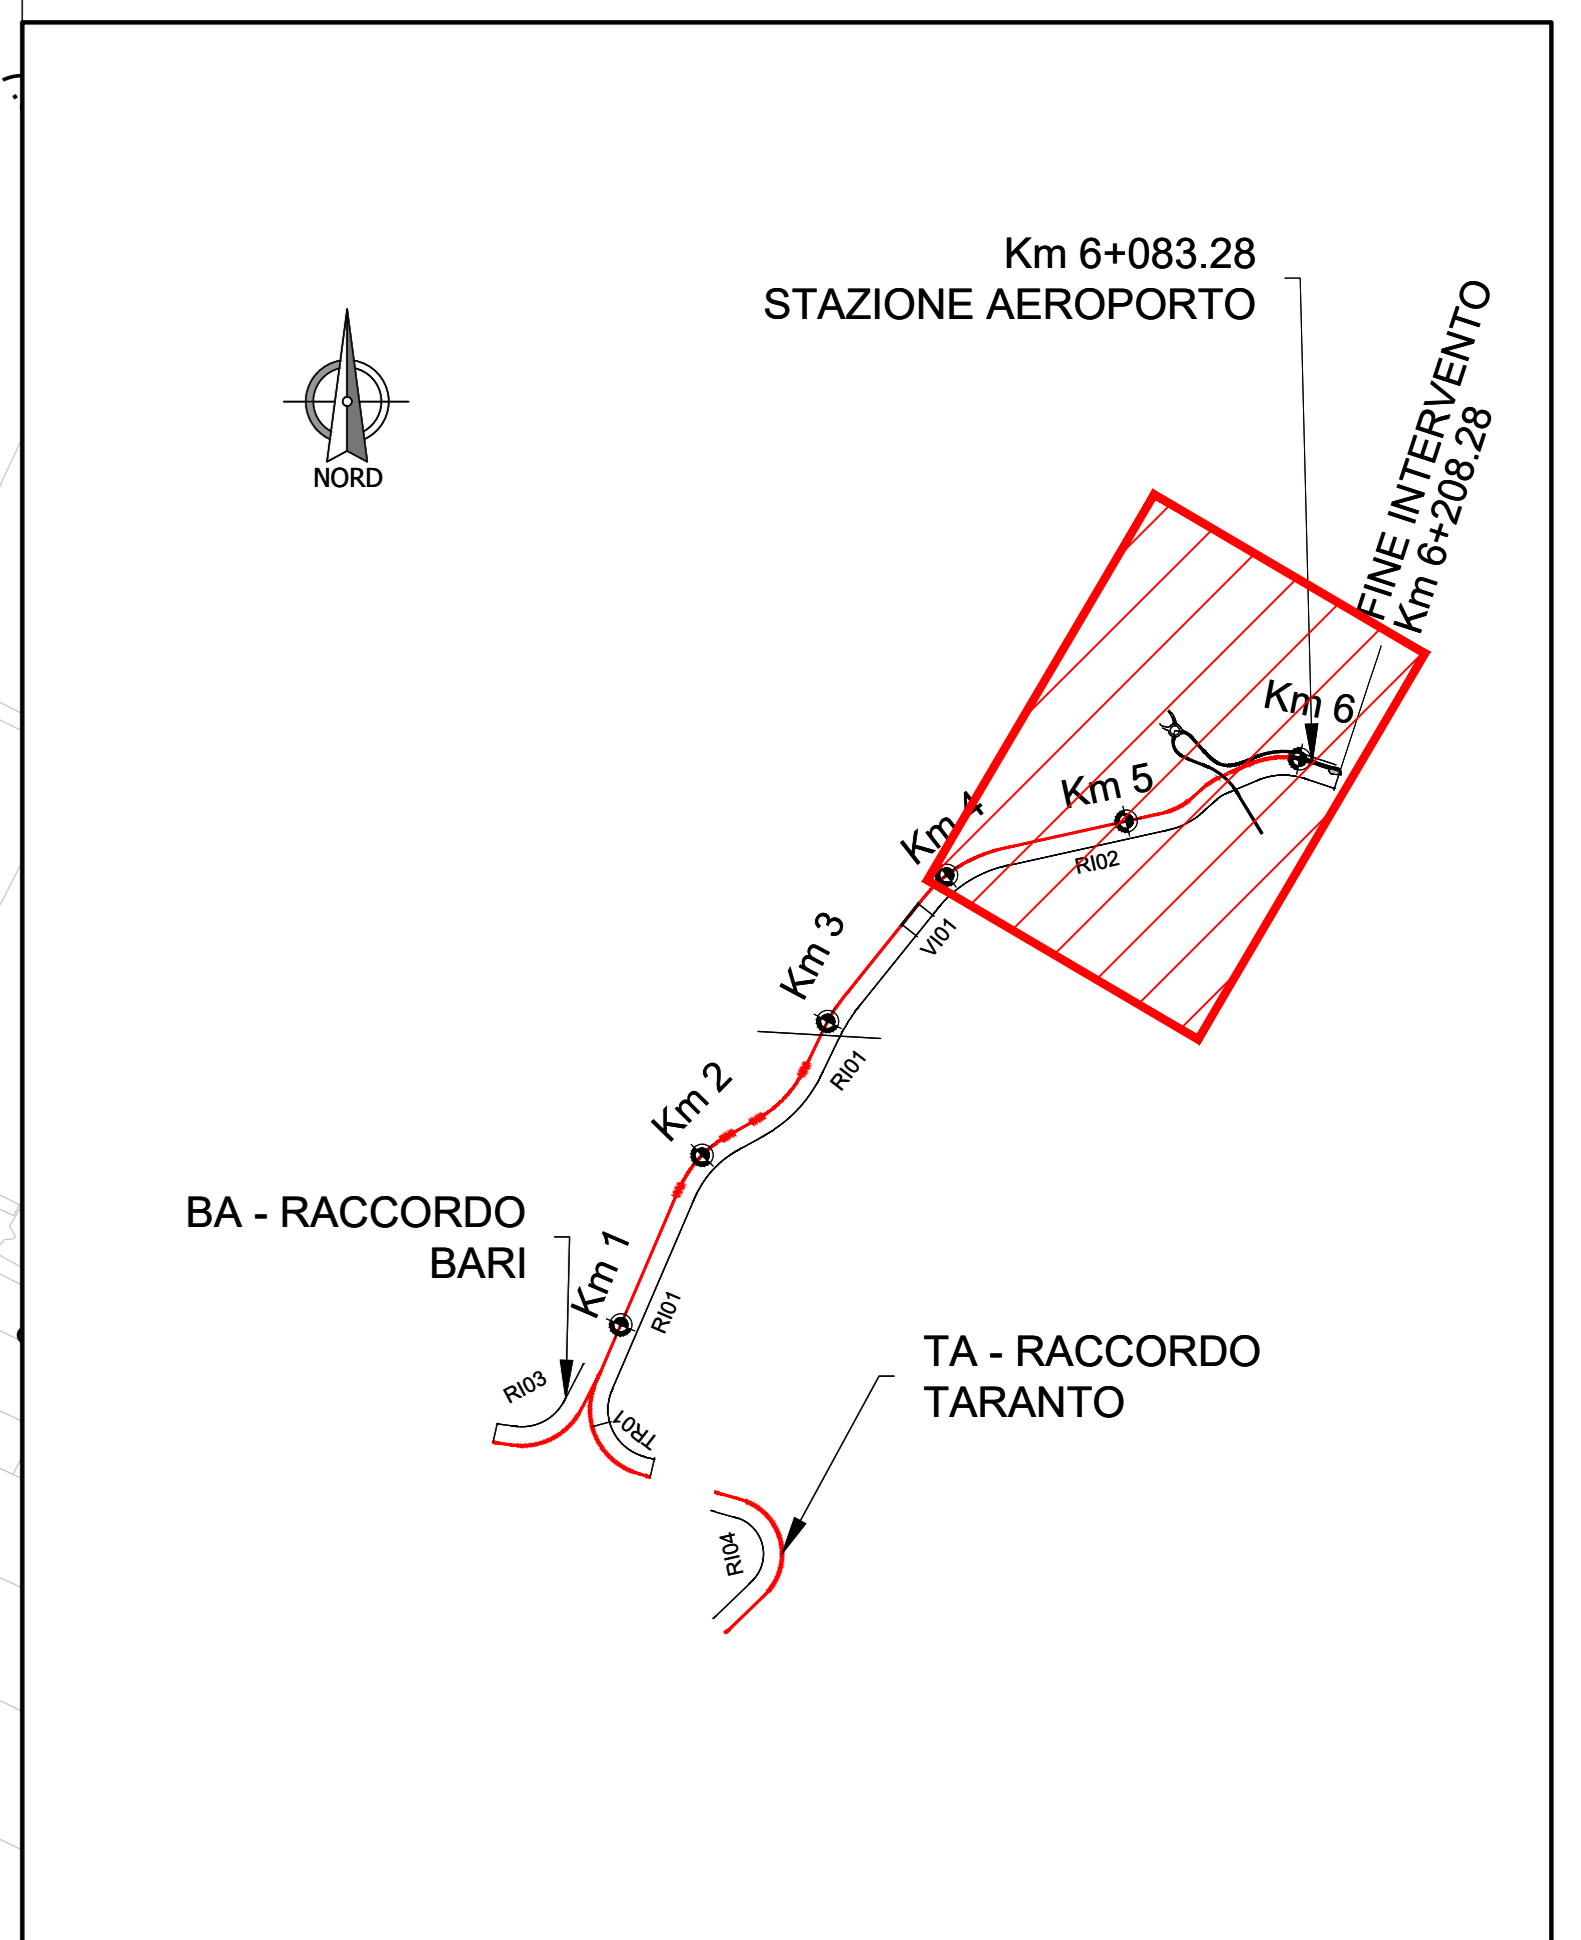 Km 6+083.28
STAZIONE AEROPORTO
FINE INTERVENTO
Km 6+208.28
NORD
Km 6
Km 5
Km 4
RI02
VI01
Km 3
RI01
Km 2
BA - RACCORDO
BARI
Km 1
RI01
RI03
TR01
TA - RACCORDO
TARANTO
RI04